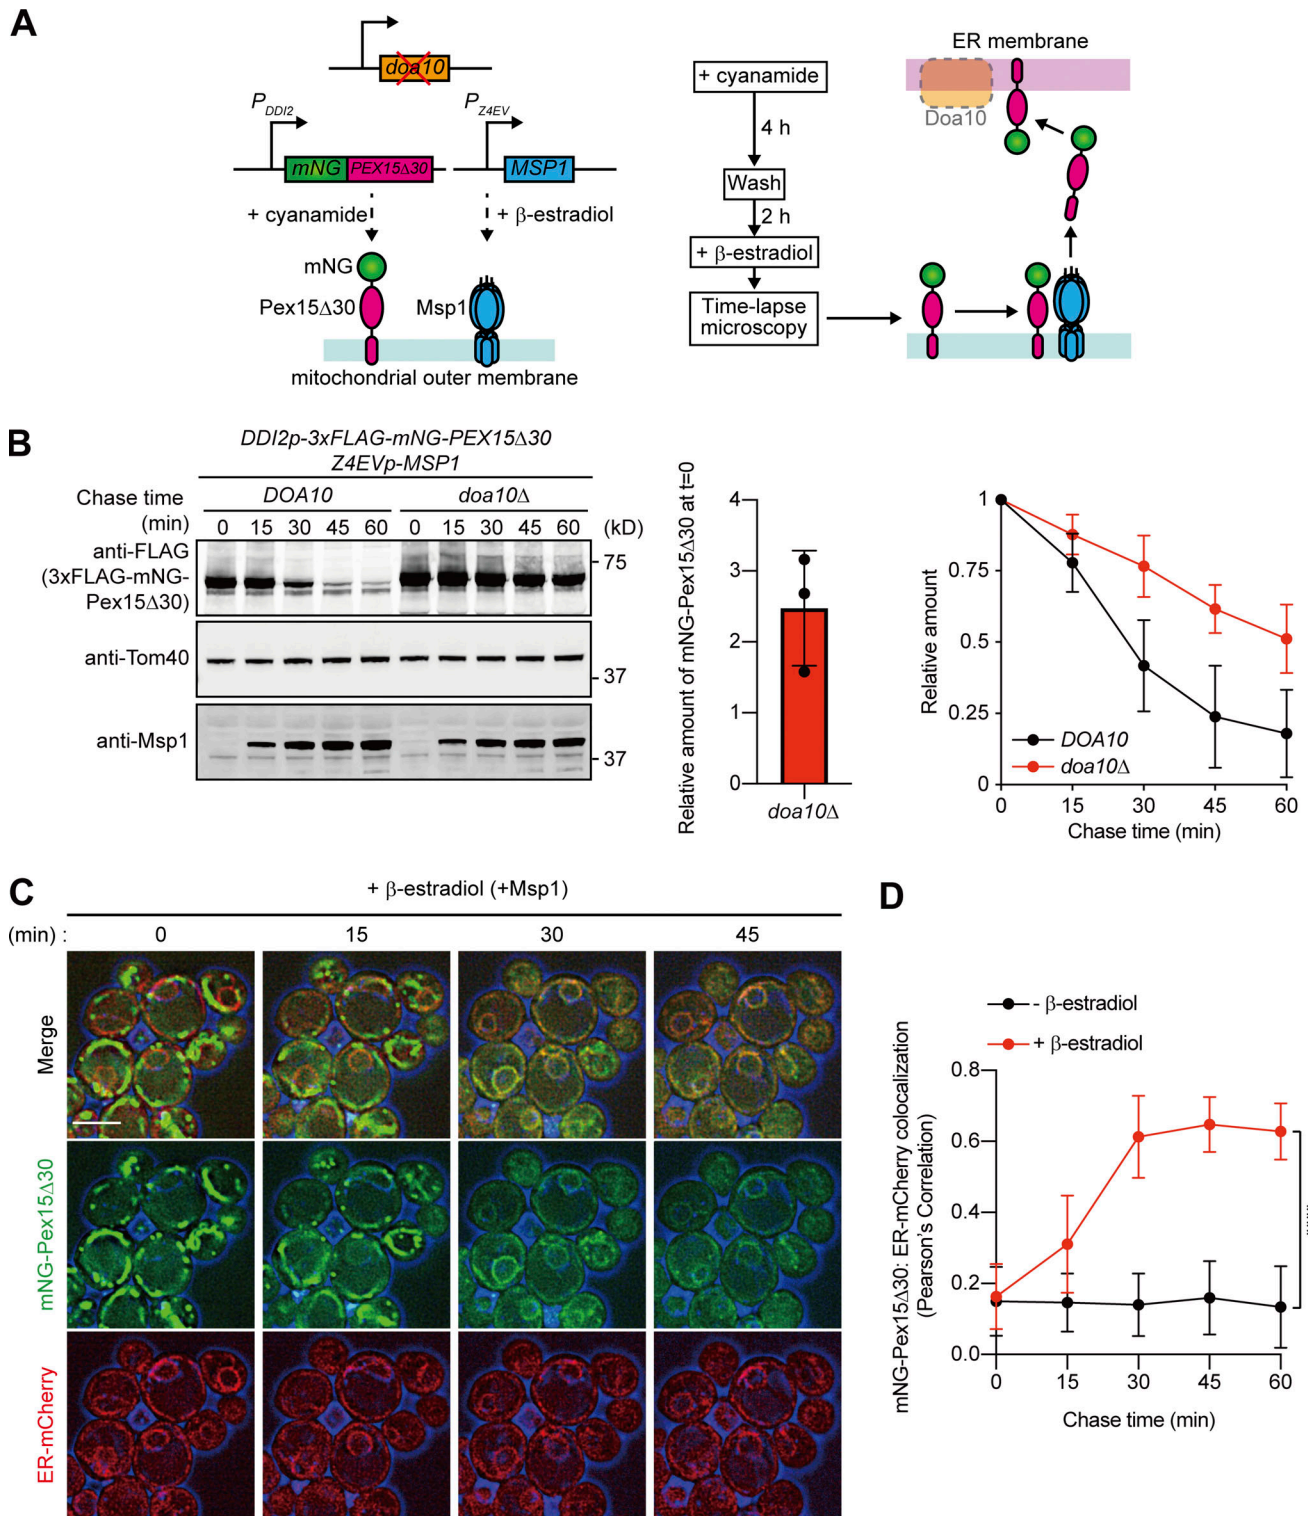 A
doa10
P_DDI2
P_Z4EV
mNG
PEX15Δ30
MSP1
+ cyanamide
+ β-estradiol
mNG
Pex15Δ30
Msp1
mitochondrial outer membrane
+ cyanamide
4 h
Wash
2 h
+ β-estradiol
Time-lapse
microscopy
ER membrane
Doa10
B
DDI2p-3xFLAG-mNG-PEX15Δ30
Z4EVp-MSP1
Chase time
(min)
DOA10
doa10Δ
0 15 30 45 60 0 15 30 45 60 (kD)
anti-FLAG
(3xFLAG-mNG-
Pex15Δ30)
75
anti-Tom40
37
anti-Msp1
37
Relative amount of mNG-Pex15Δ30 at t=0
4
3
2
1
0
doa10Δ
Relative amount
1
0.75
0.5
0.25
0
DOA10
doa10Δ
0 15 30 45 60
Chase time (min)
C
+ β-estradiol (+Msp1)
(min) : 0 15 30 45
Merge
mNG-Pex15Δ30
ER-mCherry
D
- β-estradiol
+ β-estradiol
mNG-Pex15Δ30: ER-mCherry colocalization
(Pearson's Correlation)
0.8
0.6
0.4
0.2
0.0
****
0 15 30 45 60
Chase time (min)